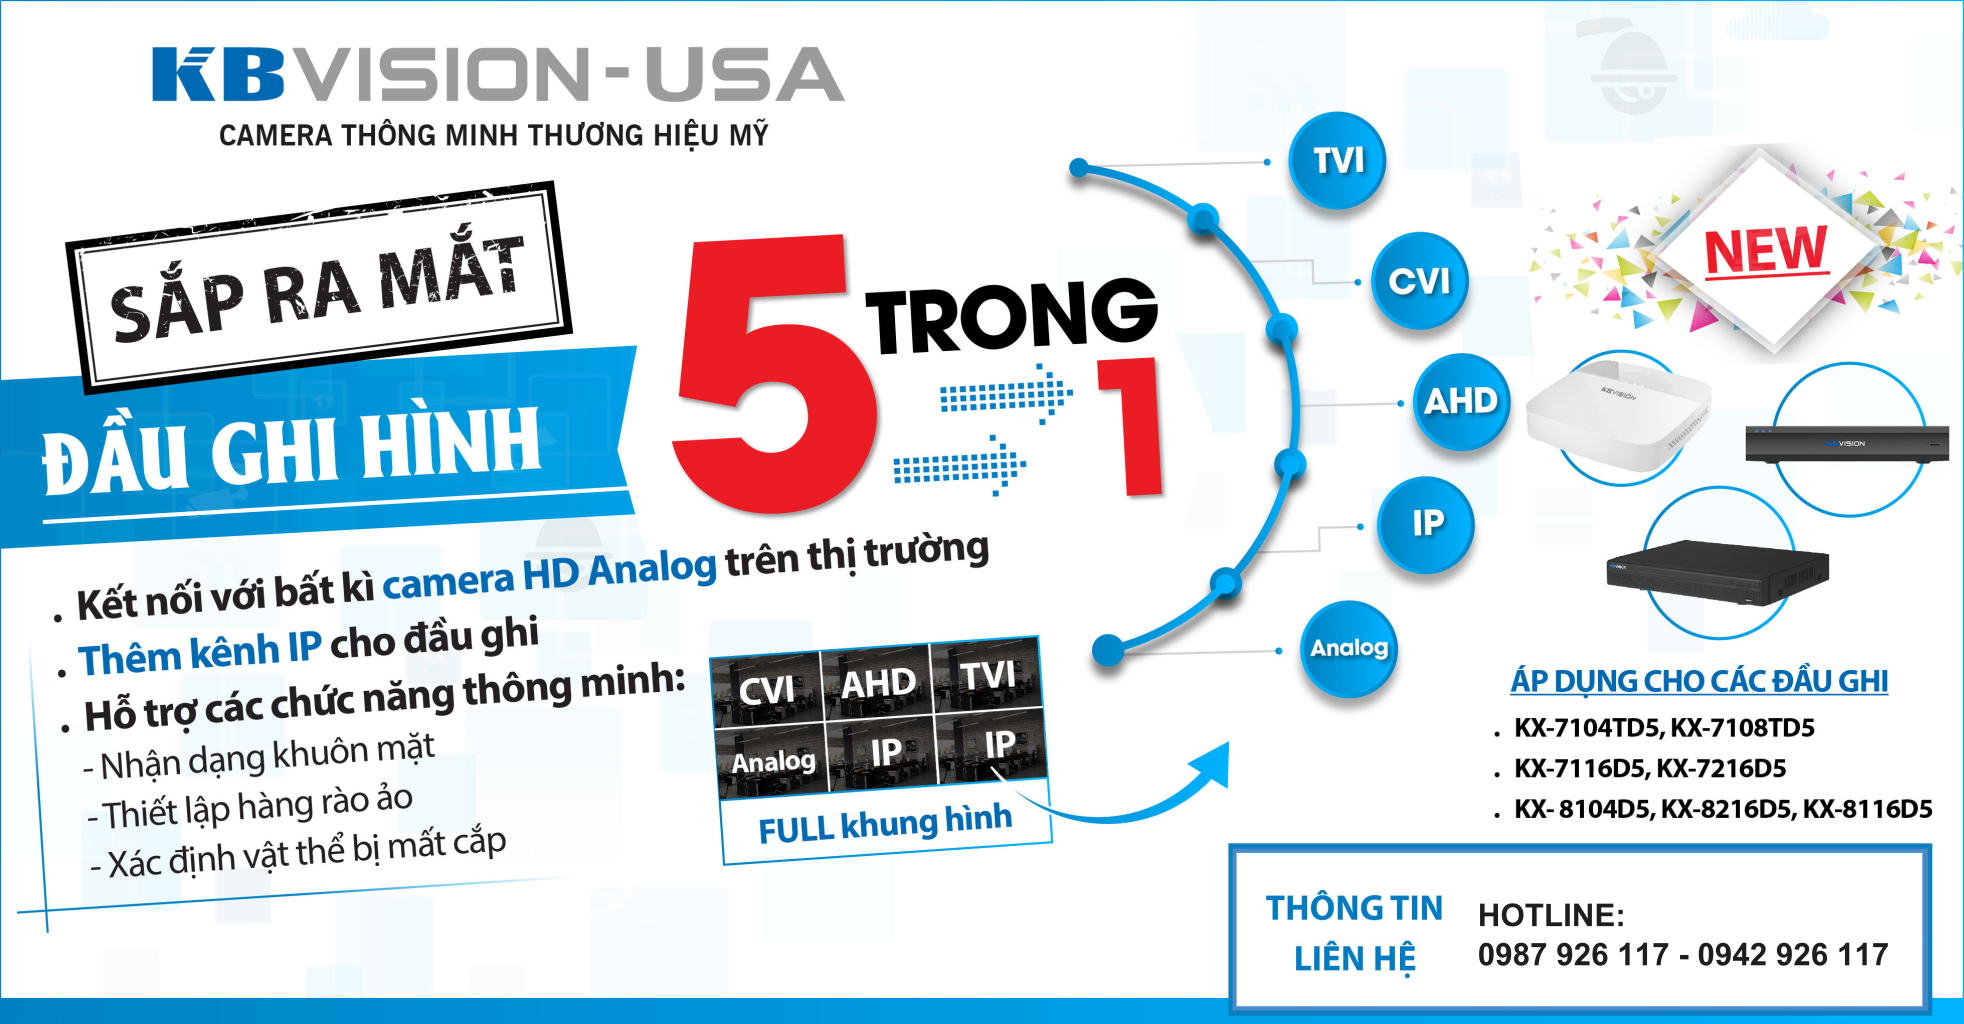 KBVISION-USA
CAMERA THÔNG MINH THƯƠNG HIỆU MỸ
SẮP RA MẮT
ĐẦU GHI HÌNH
5 TRONG 1
. Kết nối với bất kì camera HD Analog trên thị trường
. Thêm kênh IP cho đầu ghi
. Hỗ trợ các chức năng thông minh:
- Nhận dạng khuôn mặt
- Thiết lập hàng rào ảo
- Xác định vật thể bị mất cắp
CVI AHD TVI
Analog IP IP
FULL khung hình
TVI
CVI
AHD
IP
Analog
NEW
KBVISION
KBVISION
KBVISION
ÁP DỤNG CHO CÁC ĐẦU GHI
. KX-7104TD5, KX-7108TD5
. KX-7116D5, KX-7216D5
. KX- 8104D5, KX-8216D5, KX-8116D5
THÔNG TIN
LIÊN HỆ
HOTLINE:
0987 926 117 - 0942 926 117